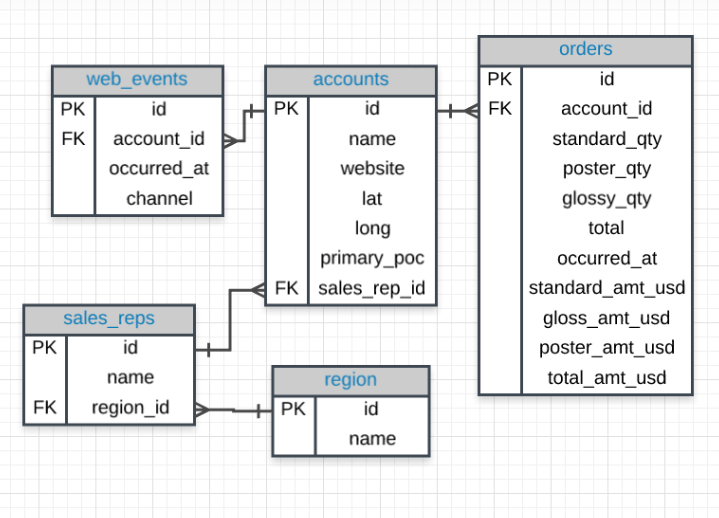 web_events
PK id
FK account_id
occurred_at
channel
accounts
PK id
name
website
lat
long
primary_poc
FK sales_rep_id
orders
PK id
FK account_id
standard_qty
poster_qty
glossy_qty
total
occurred_at
standard_amt_usd
gloss_amt_usd
poster_amt_usd
total_amt_usd
sales_reps
PK id
name
FK region_id
region
PK id
name